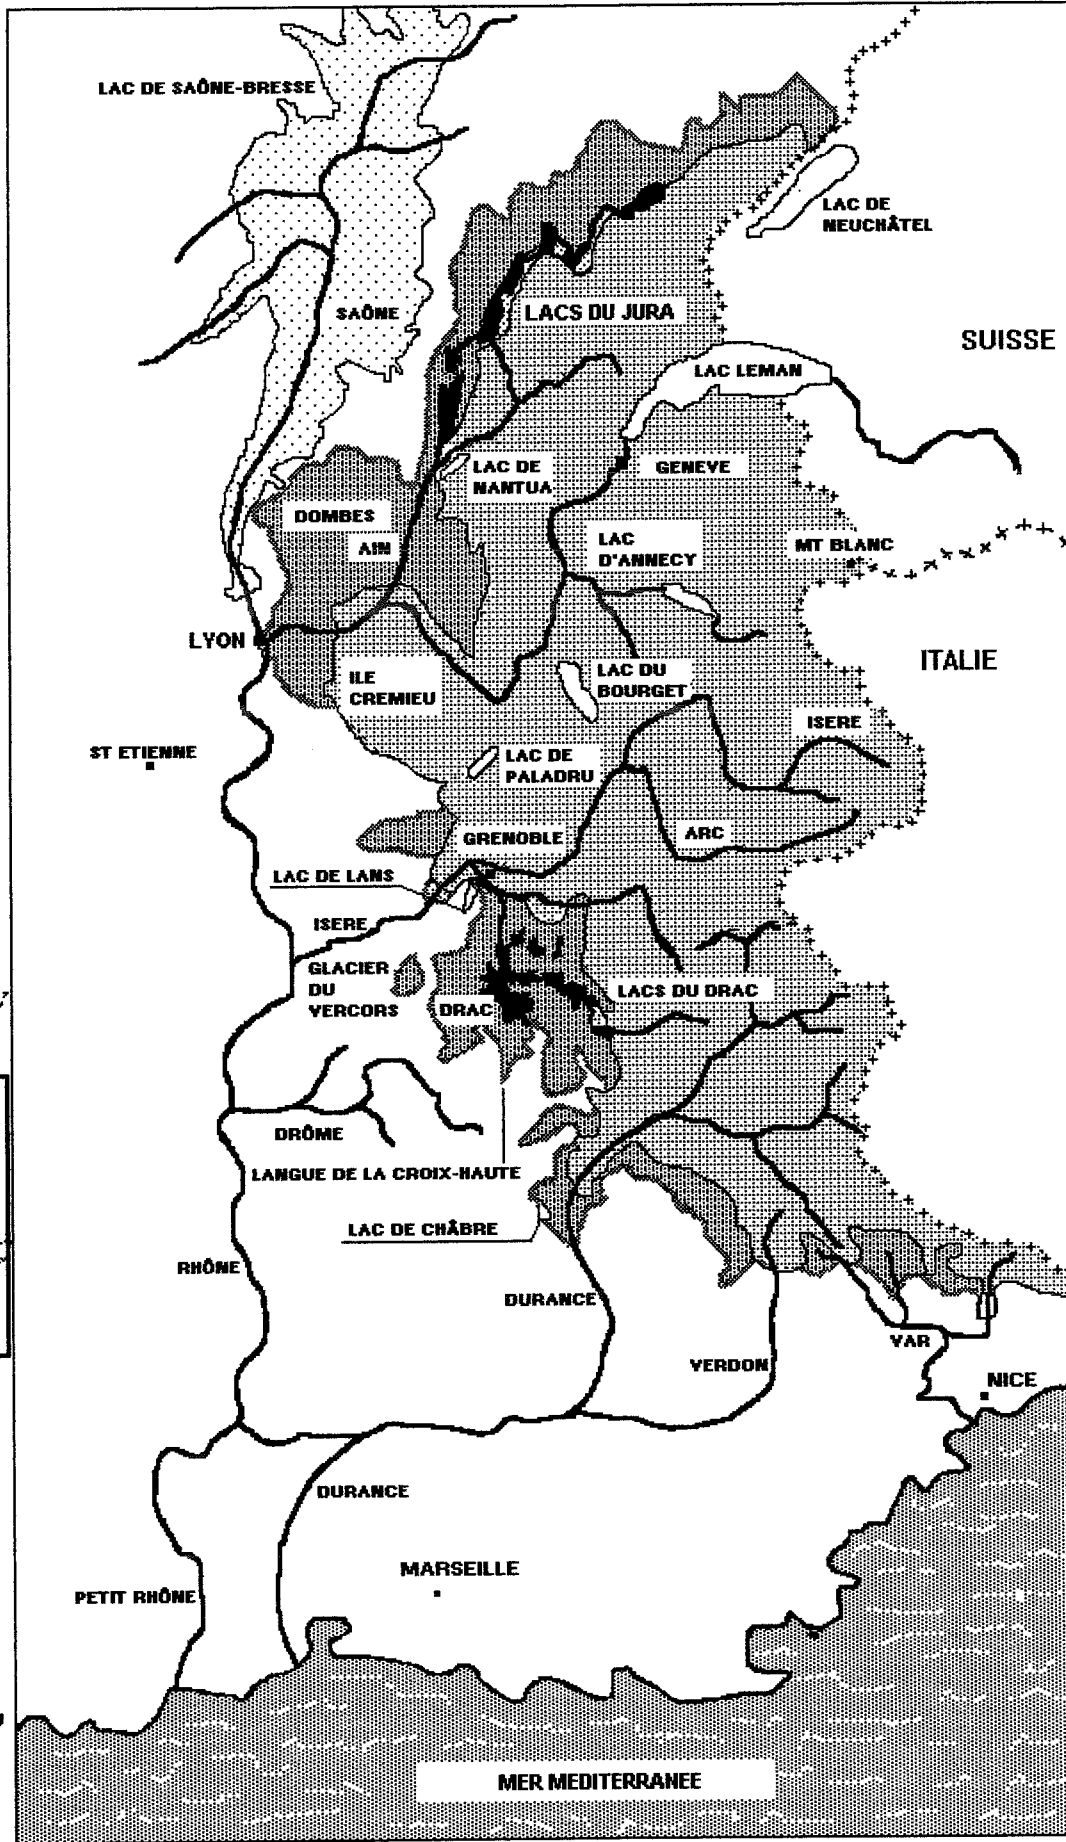 LAC DE SAÔNE-BRESSE
LAC DE
NEUCHÂTEL
SAÔNE
LACS DU JURA
SUISSE
LAC LEMAN
LAC DE
NANTUA
GENEVE
DOMBES
AIN
LAC
D'ANNECY
MT BLANC
LYON
ITALIE
ILE
CREMIEU
LAC DU
BOURGET
ISERE
ST ETIENNE
LAC DE
PALADRU
GRENOBLE
ARC
LAC DE LANS
ISERE
GLACIER
DU
VERCORS
DRAC
LACS DU DRAC
DRÔME
LANGUE DE LA CROIX-HAUTE
LAC DE CHÂBRE
RHÔNE
DURANCE
VAR
VERDON
NICE
DURANCE
MARSEILLE
PETIT RHÔNE
MER MEDITERRANEE